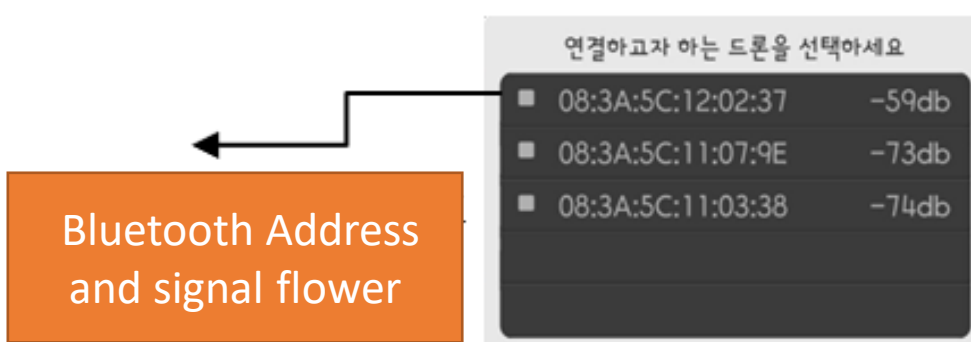 연결하고자 하는 드론을 선택하세요
08:3A:5C:12:02:37 -59db
08:3A:5C:11:07:9E -73db
08:3A:5C:11:03:38 -74db
Bluetooth Address
and signal flower